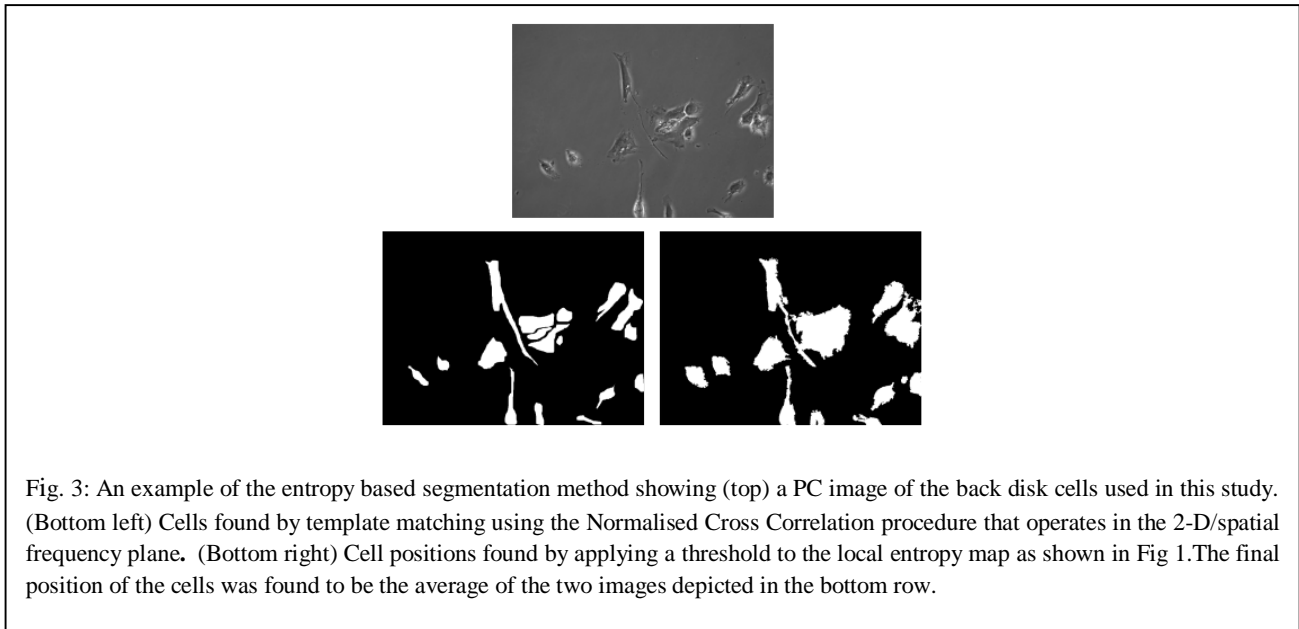 Fig. 3: An example of the entropy based segmentation method showing (top) a PC image of the back disk cells used in this study.
(Bottom left) Cells found by template matching using the Normalised Cross Correlation procedure that operates in the 2-D/spatial
frequency plane. (Bottom right) Cell positions found by applying a threshold to the local entropy map as shown in Fig 1.The final
position of the cells was found to be the average of the two images depicted in the bottom row.